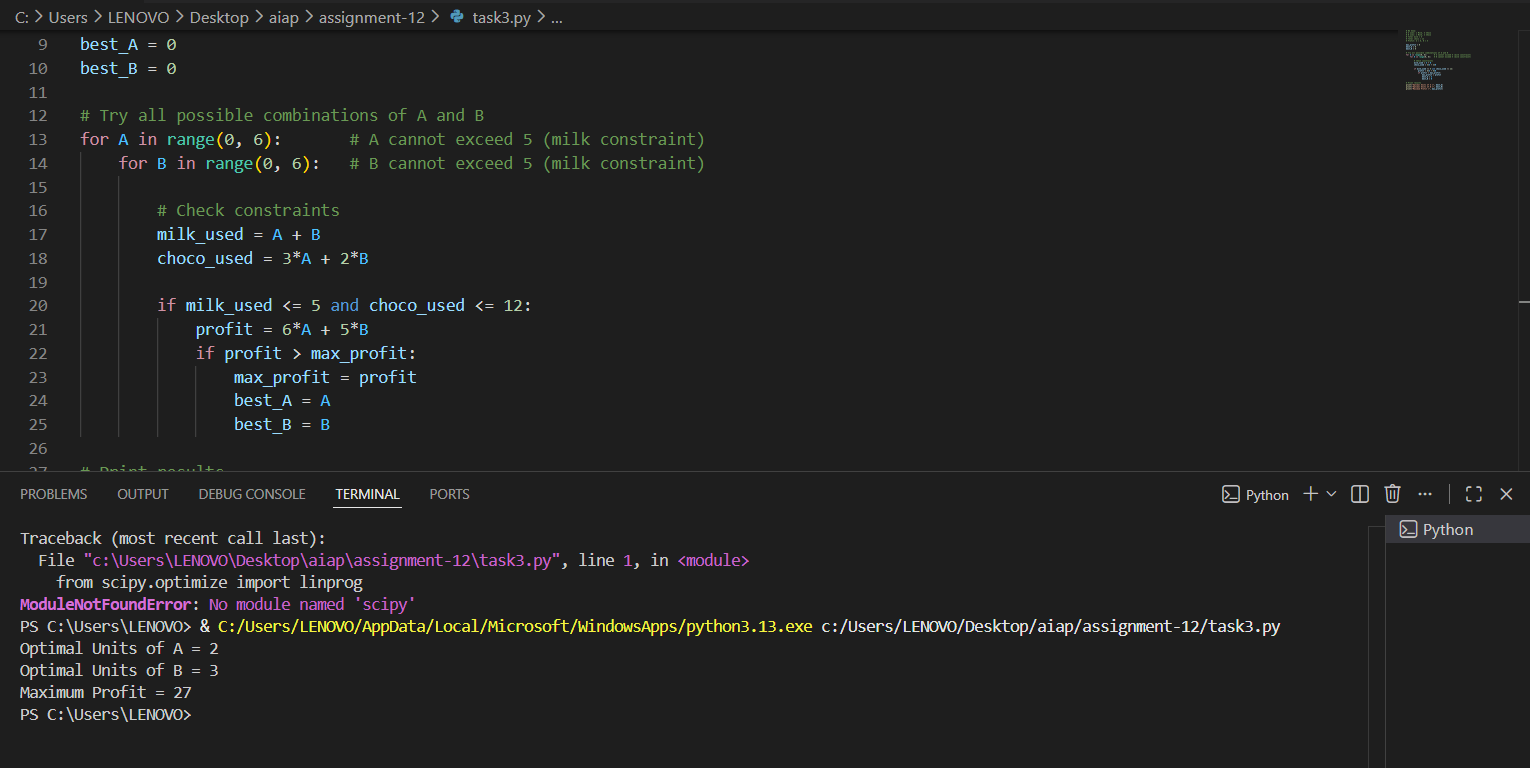 C: > Users > LENOVO > Desktop > aiap > assignment-12 > task3.py > ...
9 best_A = 0
10 best_B = 0
11
12 # Try all possible combinations of A and B
13 for A in range(0, 6):       # A cannot exceed 5 (milk constraint)
14     for B in range(0, 6):   # B cannot exceed 5 (milk constraint)
15
16         # Check constraints
17         milk_used = A + B
18         choco_used = 3*A + 2*B
19
20         if milk_used <= 5 and choco_used <= 12:
21             profit = 6*A + 5*B
22             if profit > max_profit:
23                 max_profit = profit
24                 best_A = A
25                 best_B = B
26
27 # Print results
PROBLEMS OUTPUT DEBUG CONSOLE TERMINAL PORTS Python
Python
Traceback (most recent call last):
  File "c:\Users\LENOVO\Desktop\aiap\assignment-12\task3.py", line 1, in <module>
    from scipy.optimize import linprog
ModuleNotFoundError: No module named 'scipy'
PS C:\Users\LENOVO> & C:/Users/LENOVO/AppData/Local/Microsoft/WindowsApps/python3.13.exe c:/Users/LENOVO/Desktop/aiap/assignment-12/task3.py
Optimal Units of A = 2
Optimal Units of B = 3
Maximum Profit = 27
PS C:\Users\LENOVO>